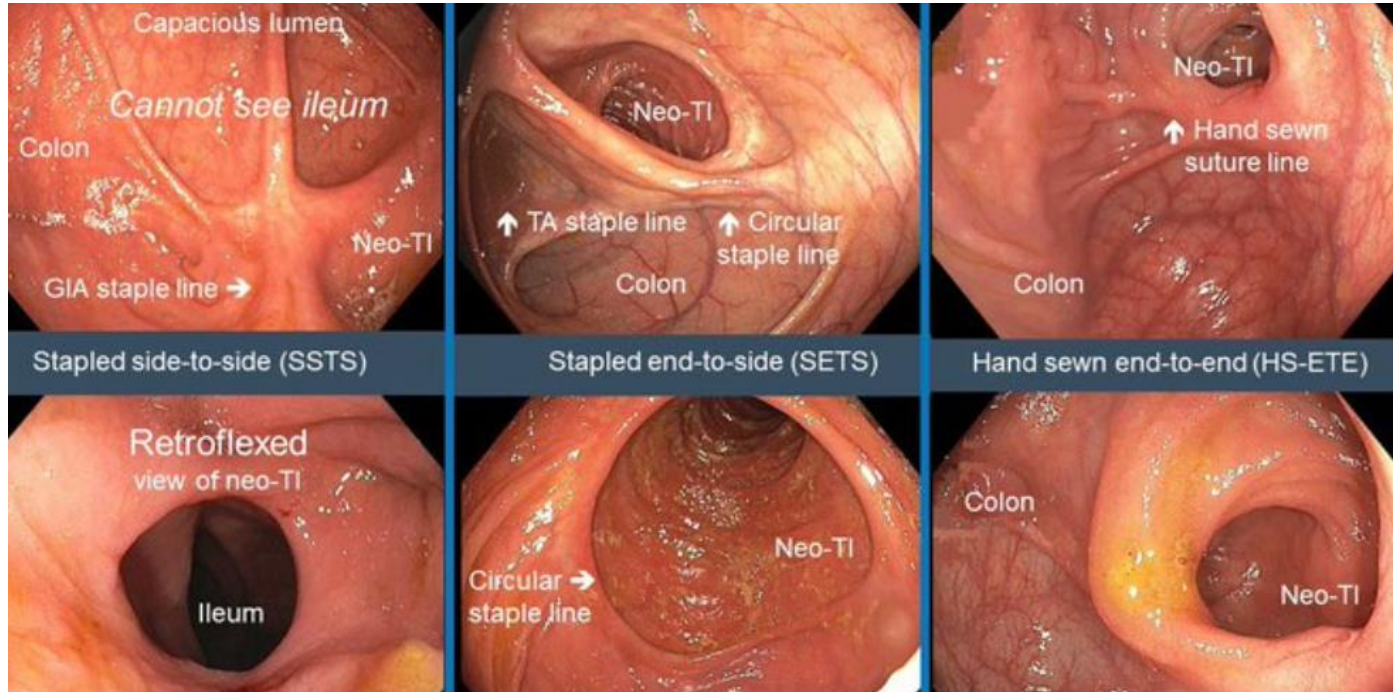 Capacious lumen
Cannot see ileum
Colon
Neo-TI
GIA staple line →
Neo-TI
↑ TA staple line
↑ Circular
staple line
Colon
Neo-TI
↑ Hand sewn
suture line
Colon
Stapled side-to-side (SSTS)
Stapled end-to-side (SETS)
Hand sewn end-to-end (HS-ETE)
Retroflexed
view of neo-TI
Ileum
Neo-TI
Circular →
staple line
Colon
Neo-TI